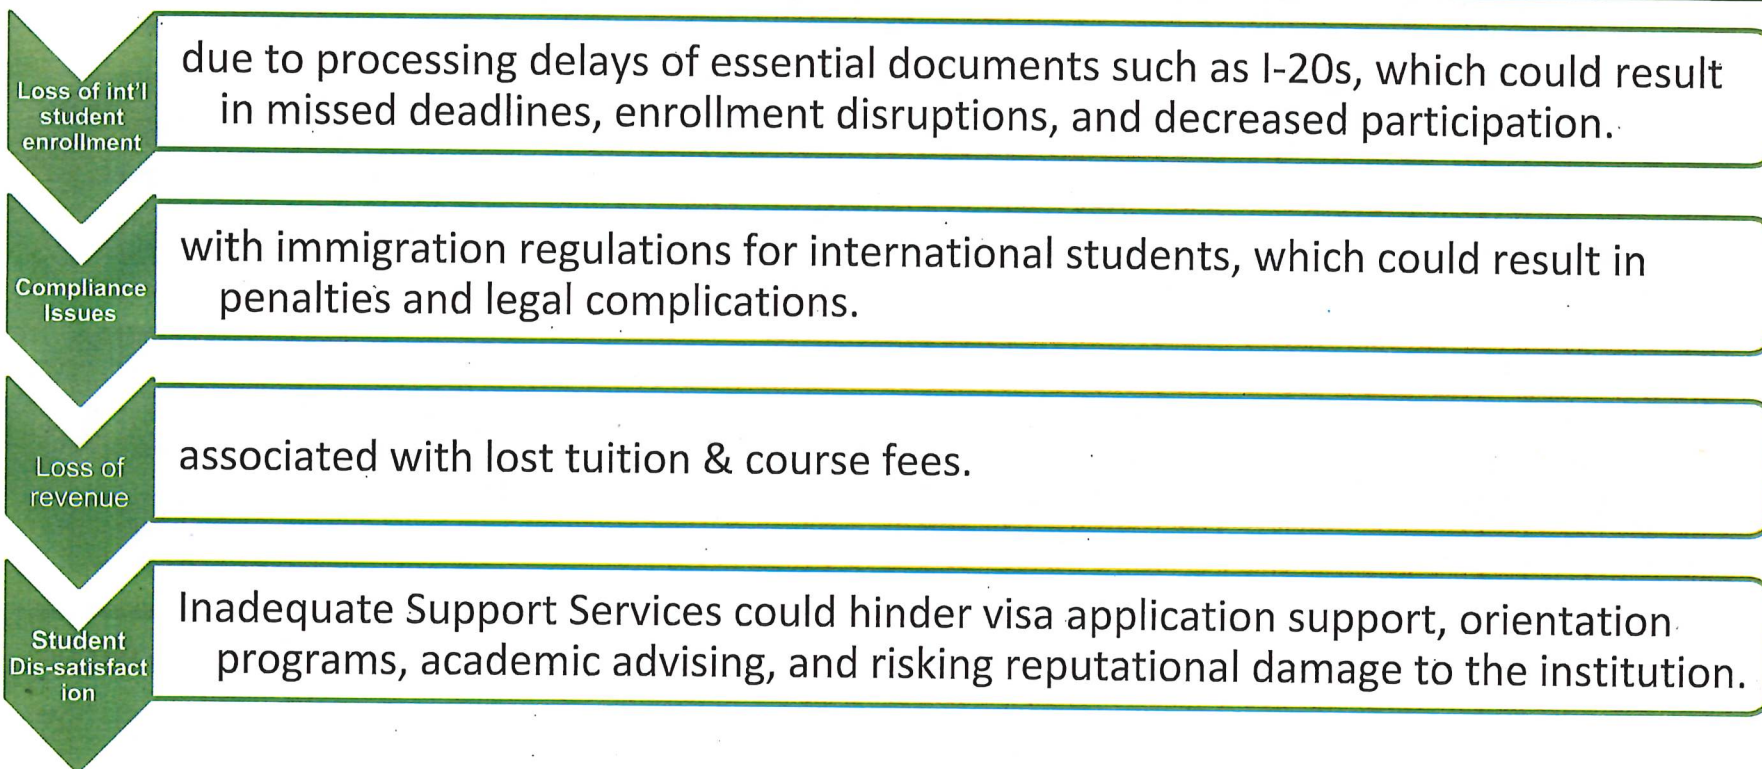 Loss of int'l
student
enrollment
due to processing delays of essential documents such as I-20s, which could result
in missed deadlines, enrollment disruptions, and decreased participation.
Compliance
Issues
with immigration regulations for international students, which could result in
penalties and legal complications.
Loss of
revenue
associated with lost tuition & course fees.
Student
Dis-satisfact
ion
Inadequate Support Services could hinder visa application support, orientation
programs, academic advising, and risking reputational damage to the institution.